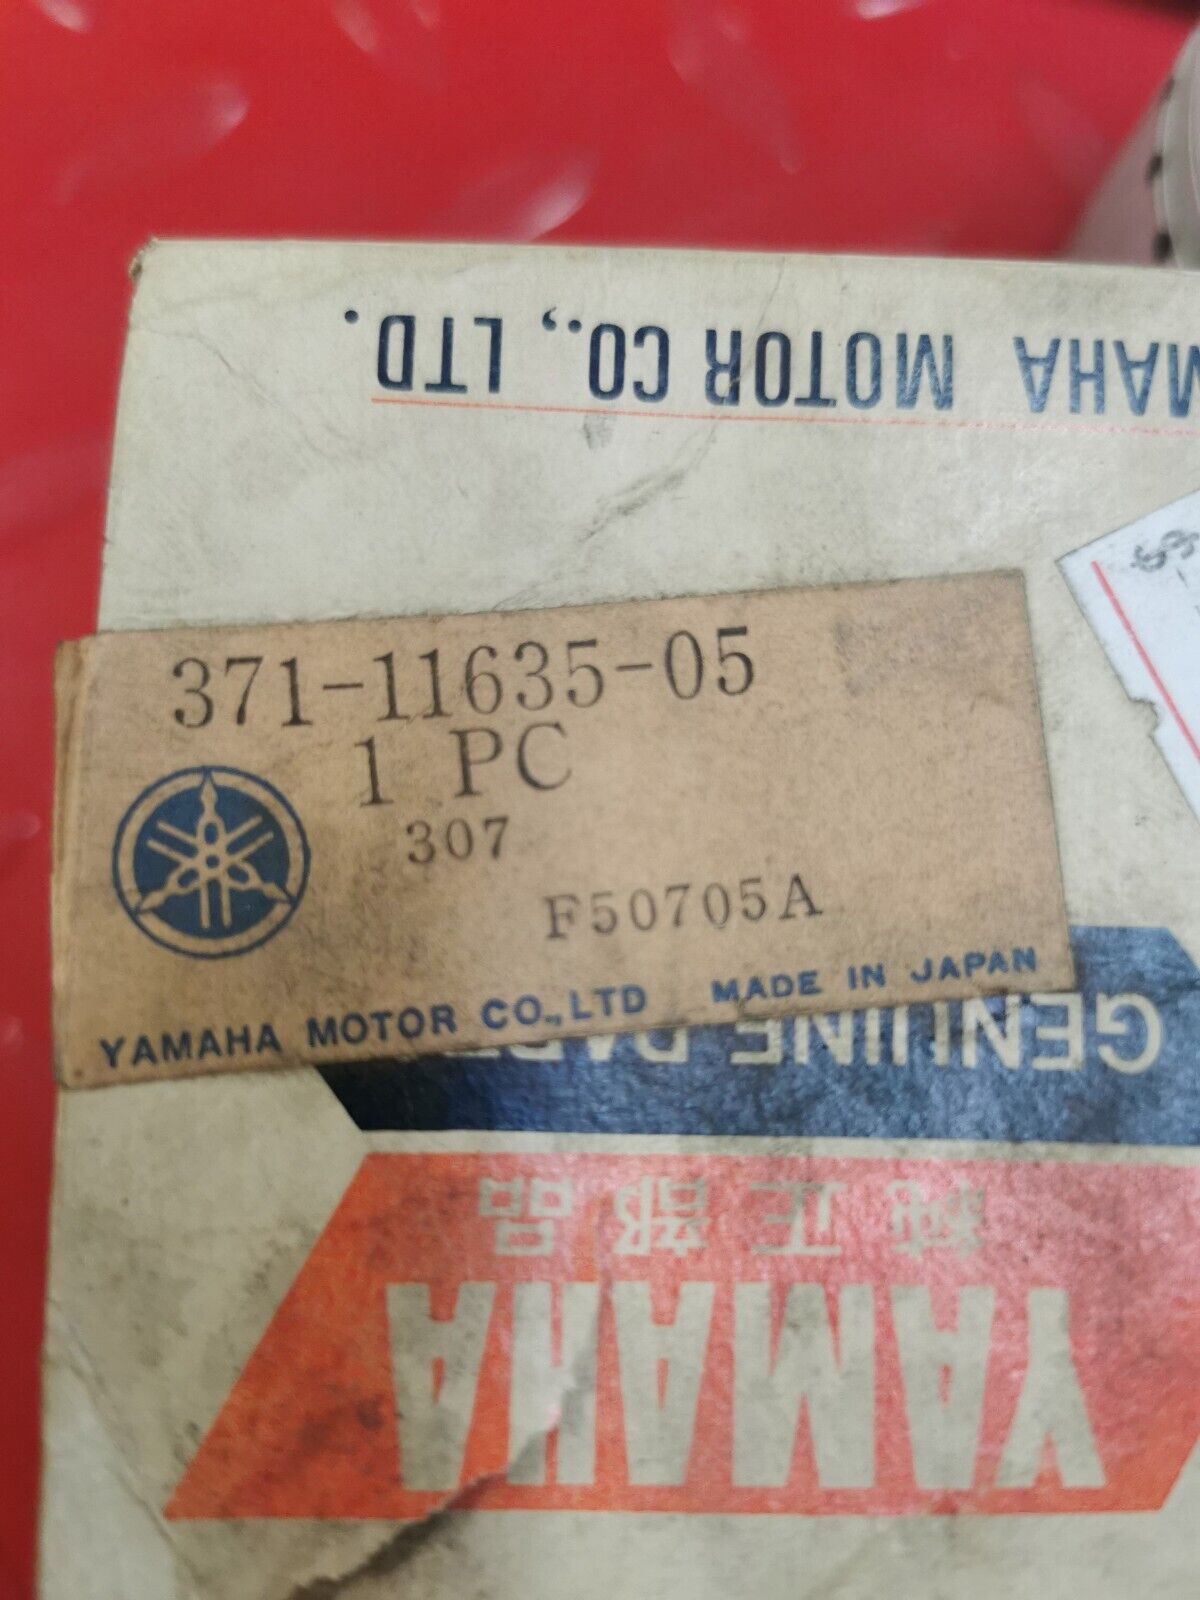 YAMAHA MOTOR CO., LTD.
371-11635-05
1 PC
307
F50705A
YAMAHA MOTOR CO.,LTD MADE IN JAPAN
GENUINE PARTS
純正部品
YAMAHA